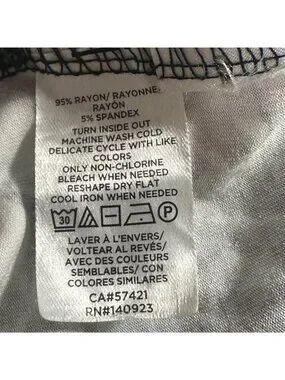 95% RAYON/ RAYONNE/
RAYÓN
5% SPANDEX
TURN INSIDE OUT
MACHINE WASH COLD
DELICATE CYCLE WITH LIKE
COLORS
ONLY NON-CHLORINE
BLEACH WHEN NEEDED
RESHAPE DRY FLAT
COOL IRON WHEN NEEDED
30 P
LAVER À L'ENVERS/
VOLTEAR AL REVÉS/
AVEC DES COULEURS
SEMBLABLES/ CON
COLORES SIMILARES
CA#57421
RN#140923